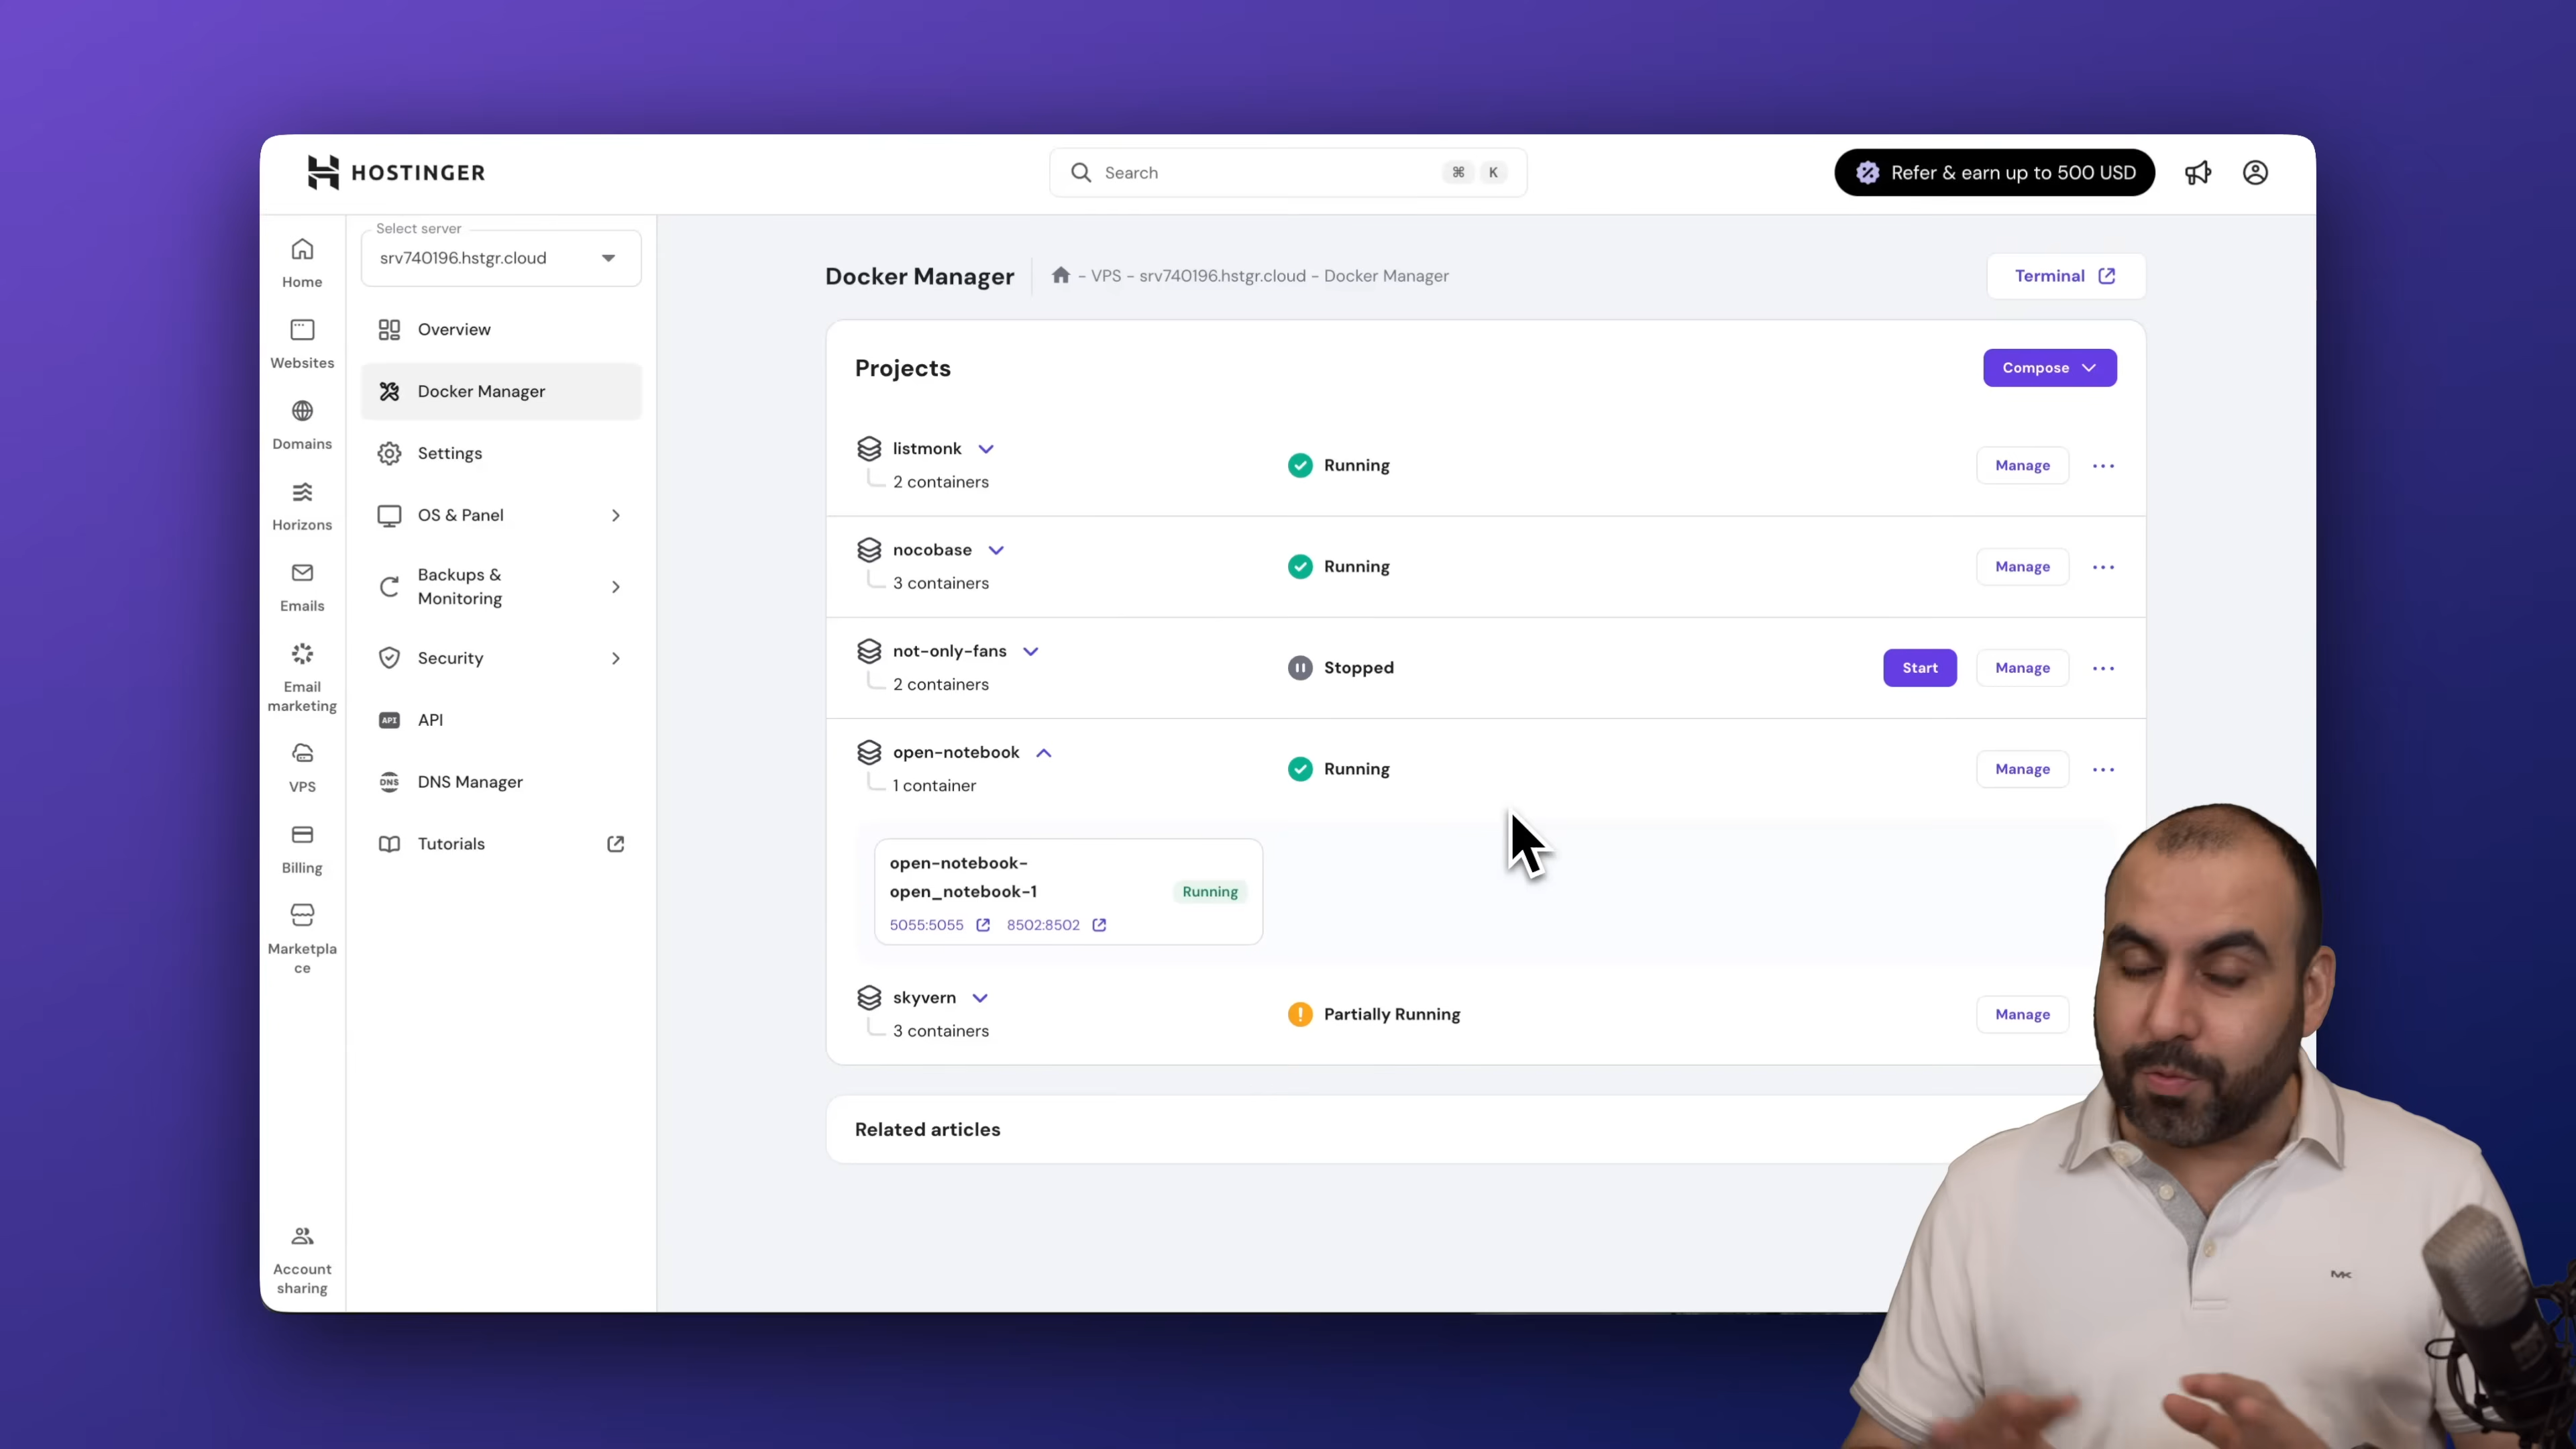 HOSTINGER
Search
⌘ K
Refer & earn up to 500 USD
Home
Websites
Domains
Horizons
Emails
Email
marketing
VPS
Billing
Marketpla
ce
Account
sharing
Select server
srv740196.hstgr.cloud
Overview
Docker Manager
Settings
OS & Panel
Backups &
Monitoring
Security
API
API
DNS
DNS Manager
Tutorials
Docker Manager
- VPS - srv740196.hstgr.cloud - Docker Manager
Terminal
Projects
Compose
listmonk
2 containers
Running
Manage
nocobase
3 containers
Running
Manage
not-only-fans
2 containers
Stopped
Start
Manage
open-notebook
1 container
Running
Manage
open-notebook-
open_notebook-1
Running
5055:5055
8502:8502
skyvern
3 containers
Partially Running
Manage
Related articles
MK